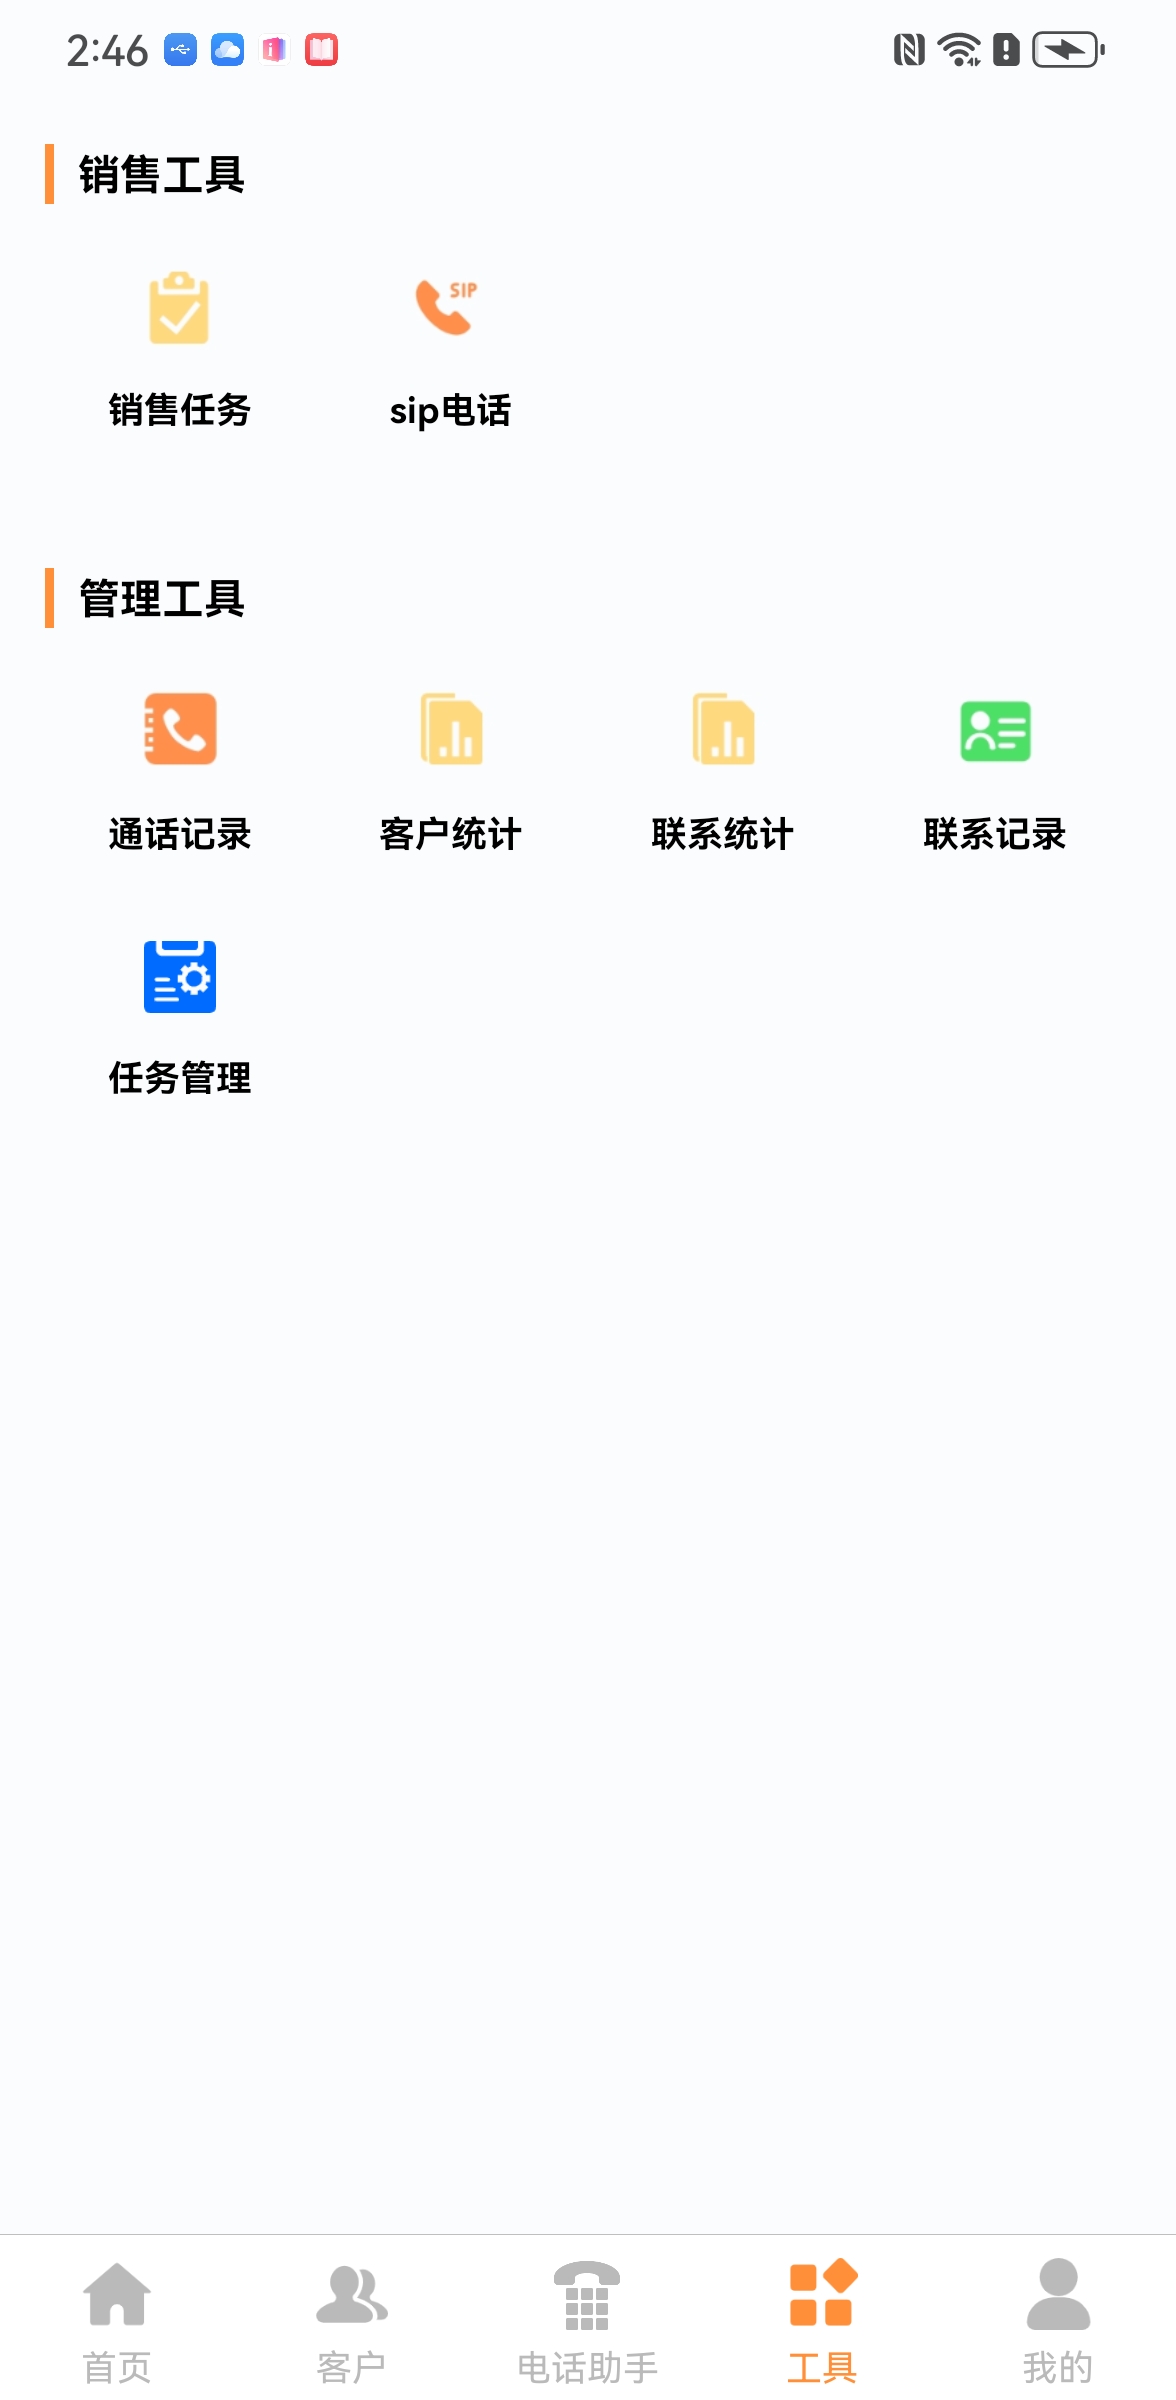 2:46
销售工具
SIP
销售任务 sip电话
管理工具
通话记录 客户统计 联系统计 联系记录
任务管理
首页 客户 电话助手 工具 我的